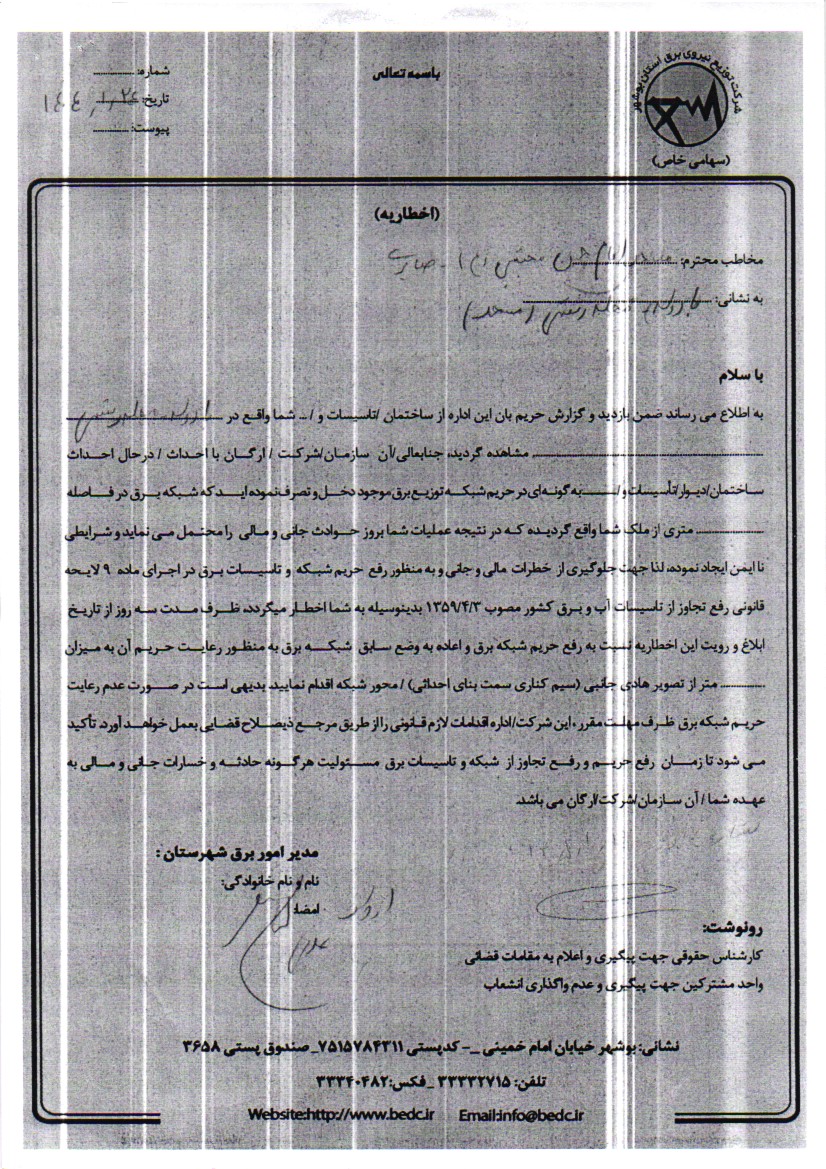 باسمه تعالی
شماره: ..............
تاریخ: ۱۴۰۴/۱/۲۴
پیوست: ..............
شرکت توزیع نیروی برق استان بوشهر
(سهامی خاص)
(اخطاریه)
مخاطب محترم: حسن مجتبی (ع)
به نشانی: (مسجد)
با سلام
به اطلاع می رساند ضمن بازدید و گزارش حریم بان این اداره از ساختمان /تاسیسات و /... شما واقع در
مشاهده گردید، جنابعالی/آن سازمان/شرکت / ارگان با احداث / درحال احداث
ساختمان/دیوار/تأسیسات و /........ به گونه ای در حریم شبکه توزیع برق موجود دخل و تصرف نموده اید که شبکه برق در فاصله
.................. متری از ملک شما واقع گردیده که در نتیجه عملیات شما بروز حوادث جانی و مالی را محتمل می نماید و شرایطی
نا ایمن ایجاد نموده، لذا جهت جلوگیری از خطرات مالی و جانی و به منظور رفع حریم شبکه و تاسیسات برق در اجرای ماده ۹ لایحه
قانونی رفع تجاوز از تاسیسات آب و برق کشور مصوب ۱۳۵۹/۴/۳ بدینوسیله به شما اخطار میگردد، ظرف مدت سه روز از تاریخ
ابلاغ و رویت این اخطاریه نسبت به رفع حریم شبکه برق و اعاده به وضع سابق شبکه برق به منظور رعایت حریم آن به میزان
............ متر از تصویر هادی جانبی (سیم کناری سمت بنای احداثی) / محور شبکه اقدام نمایید. بدیهی است در صورت عدم رعایت
حریم شبکه برق ظرف مهلت مقرر، این شرکت/اداره اقدامات لازم قانونی را از طریق مرجع ذیصلاح قضایی بعمل خواهد آورد. تأکید
می شود تا زمان رفع حریم و رفع تجاوز از شبکه و تاسیسات برق مسئولیت هرگونه حادثه و خسارات جانی و مالی به
عهده شما / آن سازمان/شرکت/ارگان می باشد.
مدیر امور برق شهرستان :
نام و نام خانوادگی:
امضا:
رونوشت:
کارشناس حقوقی جهت پیگیری و اعلام به مقامات قضائی
واحد مشترکین جهت پیگیری و عدم واگذاری انشعاب
نشانی: بوشهر خیابان امام خمینی _- کدپستی ۷۵۱۵۷۸۴۳۱۱_ صندوق پستی ۳۶۵۸
تلفن: ۳۳۳۳۲۷۱۵ _فکس: ۳۳۳۴۰۴۸۲
Website:http://www.bedc.ir Email:info@bedc.ir